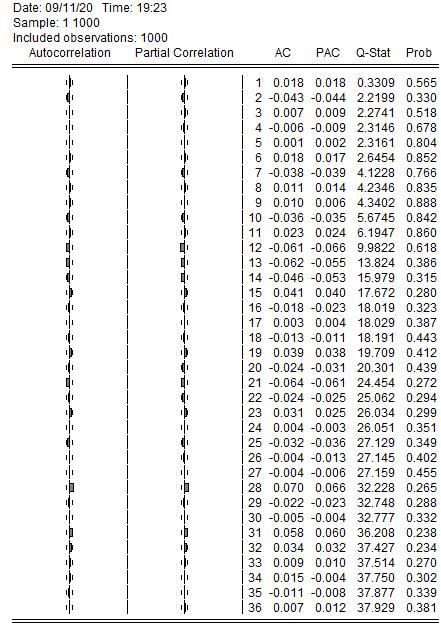 Date: 09/11/20 Time: 19:23
Sample: 1 1000
Included observations: 1000
Autocorrelation Partial Correlation AC PAC Q-Stat Prob
1 0.018 0.018 0.3309 0.565
2 -0.043 -0.044 2.2199 0.330
3 0.007 0.009 2.2741 0.518
4 -0.006 -0.009 2.3146 0.678
5 0.001 0.002 2.3161 0.804
6 0.018 0.017 2.6454 0.852
7 -0.038 -0.039 4.1228 0.766
8 0.011 0.014 4.2346 0.835
9 0.010 0.006 4.3402 0.888
10 -0.036 -0.035 5.6745 0.842
11 0.023 0.024 6.1947 0.860
12 -0.061 -0.066 9.9822 0.618
13 -0.062 -0.055 13.824 0.386
14 -0.046 -0.053 15.979 0.315
15 0.041 0.040 17.672 0.280
16 -0.018 -0.023 18.019 0.323
17 0.003 0.004 18.029 0.387
18 -0.013 -0.011 18.191 0.443
19 0.039 0.038 19.709 0.412
20 -0.024 -0.031 20.301 0.439
21 -0.064 -0.061 24.454 0.272
22 -0.024 -0.025 25.062 0.294
23 0.031 0.025 26.034 0.299
24 0.004 -0.003 26.051 0.351
25 -0.032 -0.036 27.129 0.349
26 -0.004 -0.013 27.145 0.402
27 -0.004 -0.006 27.159 0.455
28 0.070 0.066 32.228 0.265
29 -0.022 -0.023 32.748 0.288
30 -0.005 -0.004 32.777 0.332
31 0.058 0.060 36.208 0.238
32 0.034 0.032 37.427 0.234
33 0.009 0.010 37.514 0.270
34 0.015 -0.004 37.750 0.302
35 -0.011 -0.008 37.877 0.339
36 0.007 0.012 37.929 0.381